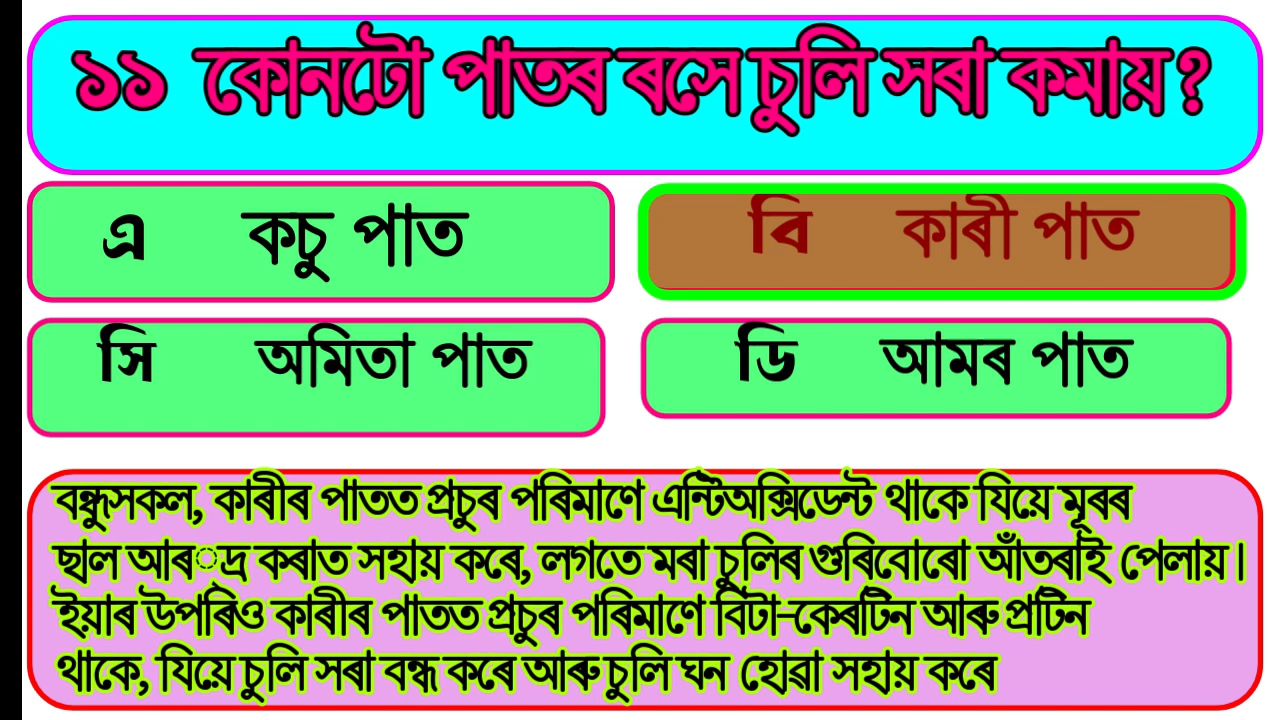 ১১ কোনটো পাতৰ ৰসে চুলি সৰা কমায়?
এ কচু পাত
বি কাৰী পাত
সি অমিতা পাত
ডি আমৰ পাত
বন্ধুসকল, কাৰীৰ পাতত প্ৰচুৰ পৰিমাণে এন্টিঅক্সিডেন্ট থাকে যিয়ে মূৰৰ
ছাল আৰ্দ্ৰ কৰাত সহায় কৰে, লগতে মৰা চুলিৰ গুৰিবোৰো আঁতৰাই পেলায়।
ইয়াৰ উপৰিও কাৰীৰ পাতত প্ৰচুৰ পৰিমাণে বিটা-কেৰটিন আৰু প্ৰটিন
থাকে, যিয়ে চুলি সৰা বন্ধ কৰে আৰু চুলি ঘন হোৱা সহায় কৰে